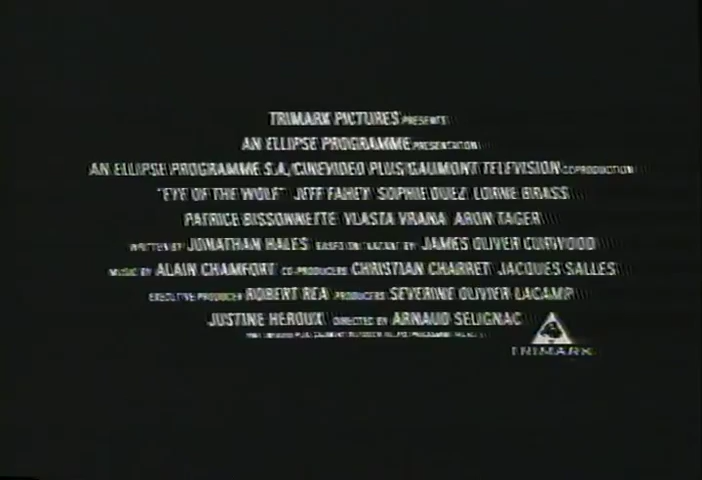 TRIMARK PICTURES PRESENTS
AN ELLIPSE PROGRAMME PRESENTATION
AN ELLIPSE PROGRAMME S.A./CINEVIDEO PLUS/GAUMONT TELEVISION COPRODUCTION
"EYE OF THE WOLF" JEFF FAHEY SOPHIE DUEZ LORNE BRASS
PATRICE BISSONNETTE VLASTA VRANA ARON TAGER
WRITTEN BY JONATHAN HALES BASED ON "KAZAN" BY JAMES OLIVER CURWOOD
MUSIC BY ALAIN CHAMFORT CO-PRODUCERS CHRISTIAN CHARRET JACQUES SALLES
EXECUTIVE PRODUCER ROBERT REA PRODUCERS SEVERINE OLIVIER LACAMP
JUSTINE HEROUX DIRECTED BY ARNAUD SELIGNAC
TRIMARK